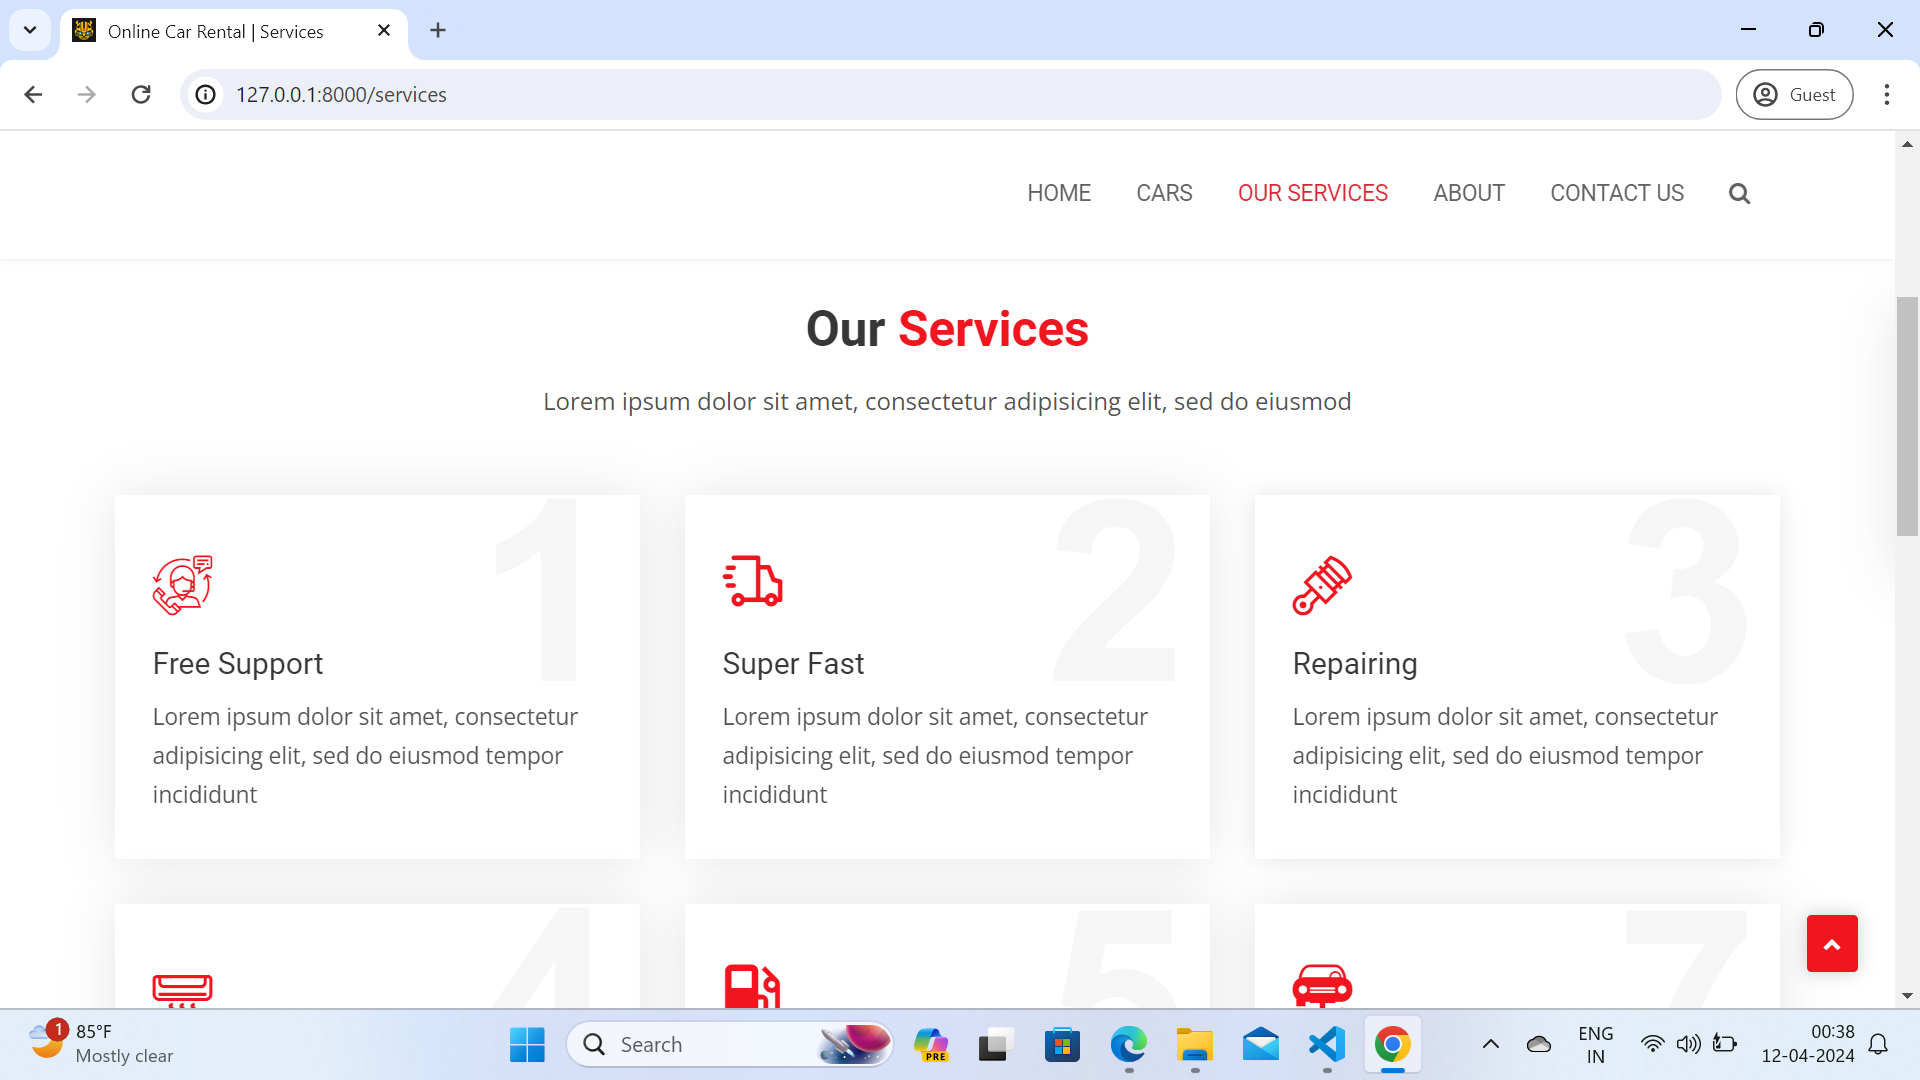 Online Car Rental | Services
127.0.0.1:8000/services
Guest
HOME CARS OUR SERVICES ABOUT CONTACT US
Our Services
Lorem ipsum dolor sit amet, consectetur adipisicing elit, sed do eiusmod
1
Free Support
Lorem ipsum dolor sit amet, consectetur
adipisicing elit, sed do eiusmod tempor
incididunt
2
Super Fast
Lorem ipsum dolor sit amet, consectetur
adipisicing elit, sed do eiusmod tempor
incididunt
3
Repairing
Lorem ipsum dolor sit amet, consectetur
adipisicing elit, sed do eiusmod tempor
incididunt
4
5
7
1
85°F
Mostly clear
Search
PRE
ENG
IN
00:38
12-04-2024